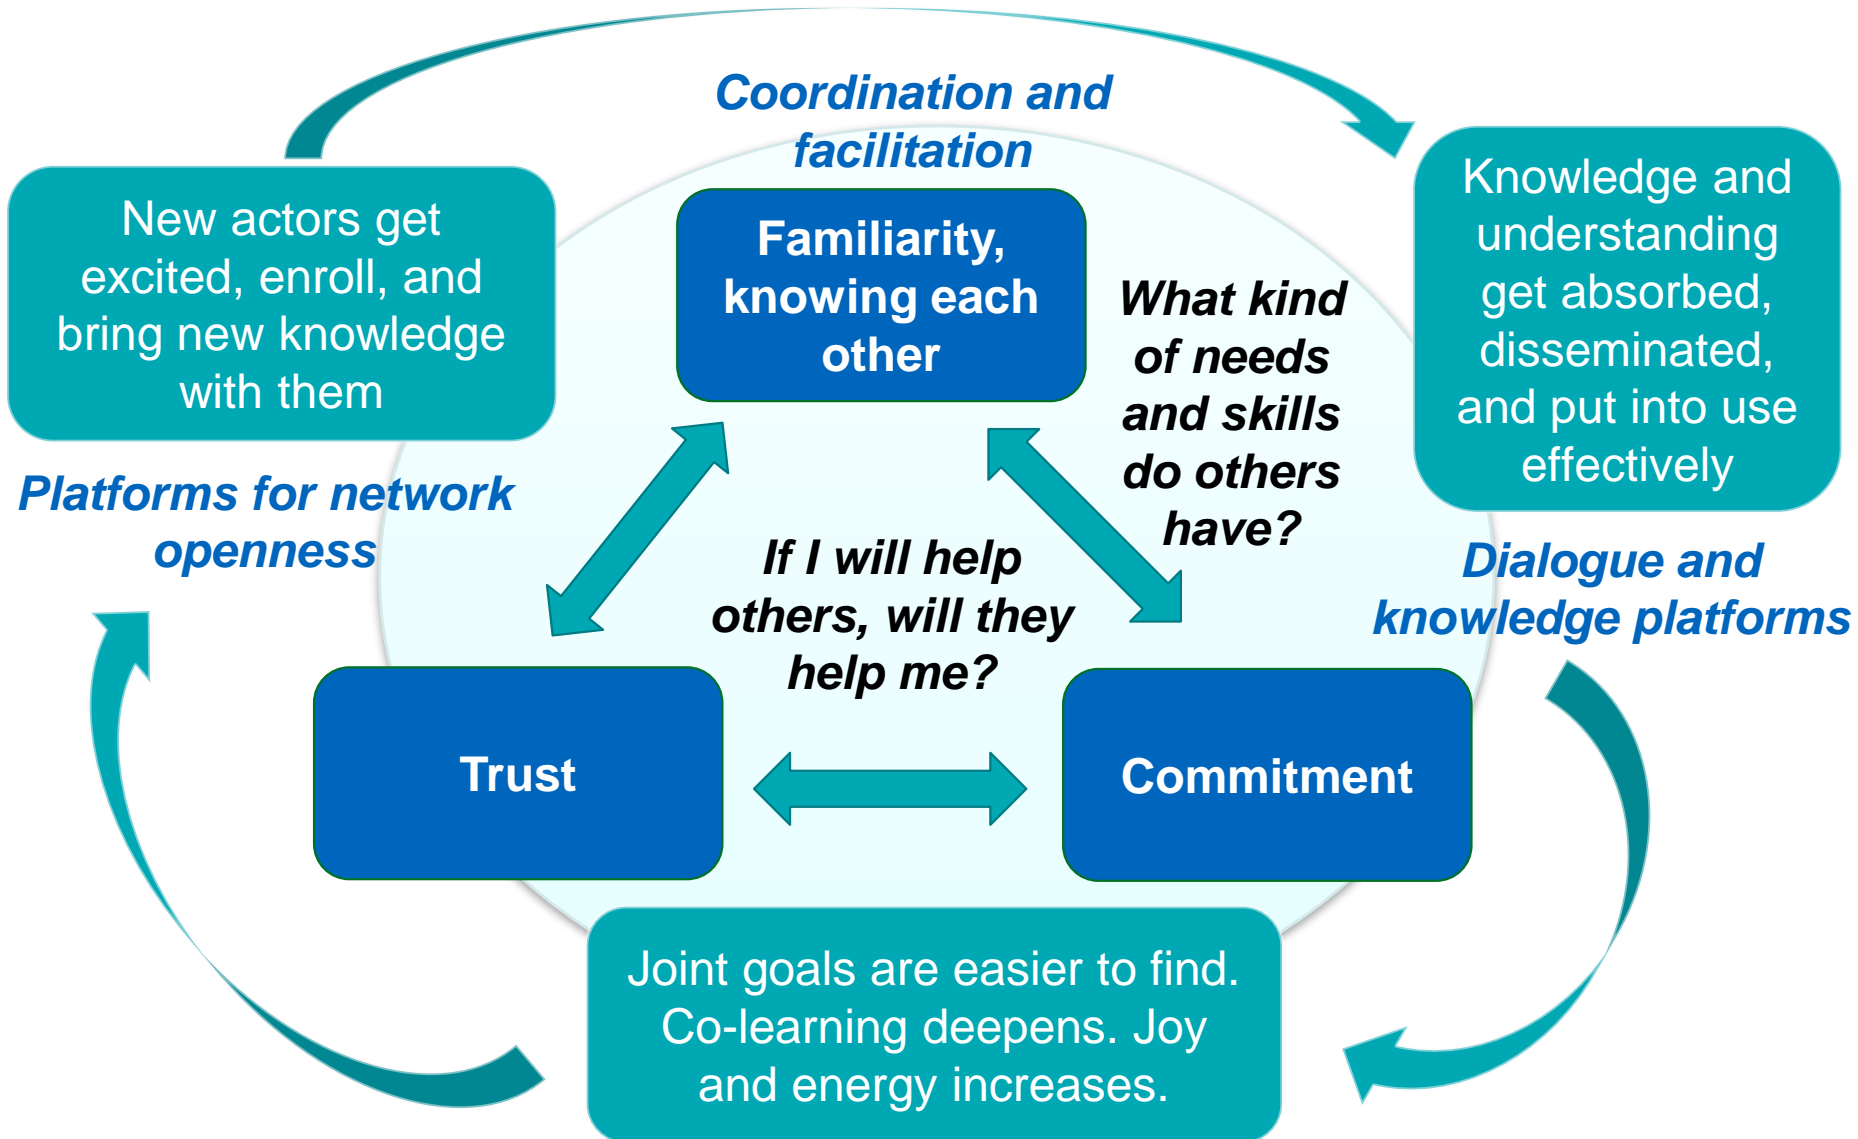 Coordination and
facilitation
New actors get
excited, enroll, and
bring new knowledge
with them
Familiarity,
knowing each
other
Knowledge and
understanding
get absorbed,
disseminated,
and put into use
effectively
What kind
of needs
and skills
do others
have?
Platforms for network
openness
If I will help
others, will they
help me?
Dialogue and
knowledge platforms
Trust
Commitment
Joint goals are easier to find.
Co-learning deepens. Joy
and energy increases.